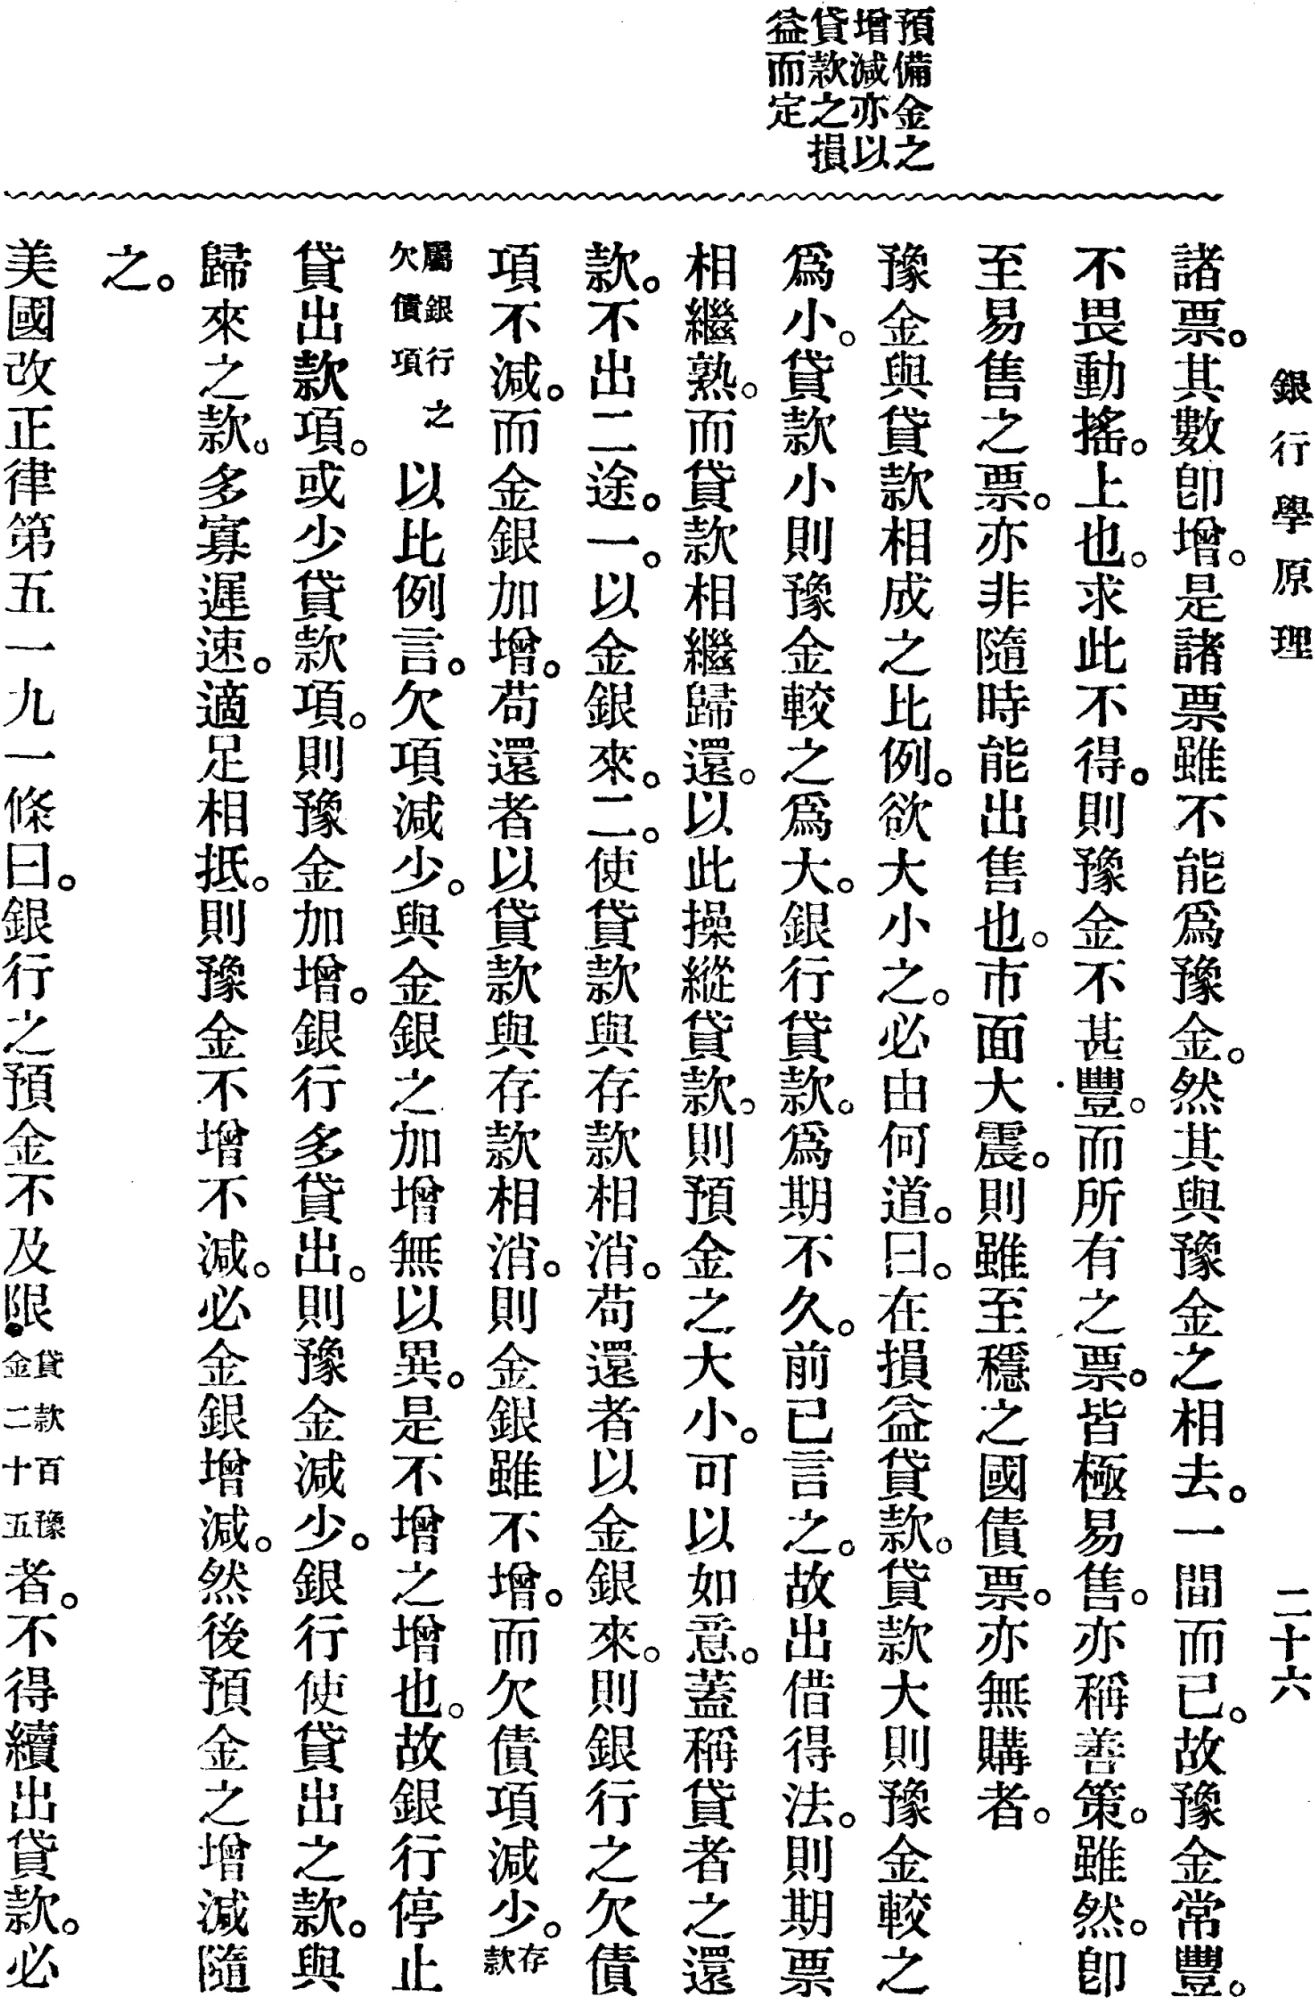 銀行學原理
二十六
預備金之
增減亦以
貸款之損
益而定
諸票。其數卽增。是諸票雖不能爲豫金。然其與豫金之相去。一間而已。故豫金常豐。
不畏動搖。上也。求此不得。則豫金不甚豐。而所有之票。皆極易售。亦稱善策。雖然。卽
至易售之票。亦非隨時能出售也。市面大震。則雖至穩之國債票。亦無購者。
豫金與貸款相成之比例。欲大小之。必由何道。曰。在損益貸款。貸款大則豫金較之
爲小。貸款小則豫金較之爲大。銀行貸款。爲期不久。前已言之。故出借得法。則期票
相繼熟。而貸款相繼歸還。以此操縱貸款。則預金之大小。可以如意。蓋稱貸者之還
款。不出二途。一。以金銀來。二。使貸款與存款相消。苟還者以金銀來。則銀行之欠債
項不減。而金銀加增。苟還者以貸款與存款相消。則金銀雖不增。而欠債項減少。存款
屬銀行之欠債項以比例言。欠項減少。與金銀之加增無以異。是不增之增也。故銀行停止
貸出款項。或少貸款項。則豫金加增。銀行多貸出。則豫金減少。銀行使貸出之款。與
歸來之款。多寡遲速。適足相抵。則豫金不增不減。必金銀增減。然後預金之增減隨
之。
美國改正律第五一九一條曰。銀行之預金不及限。貸款百豫金二十五者。不得續出貸款。必